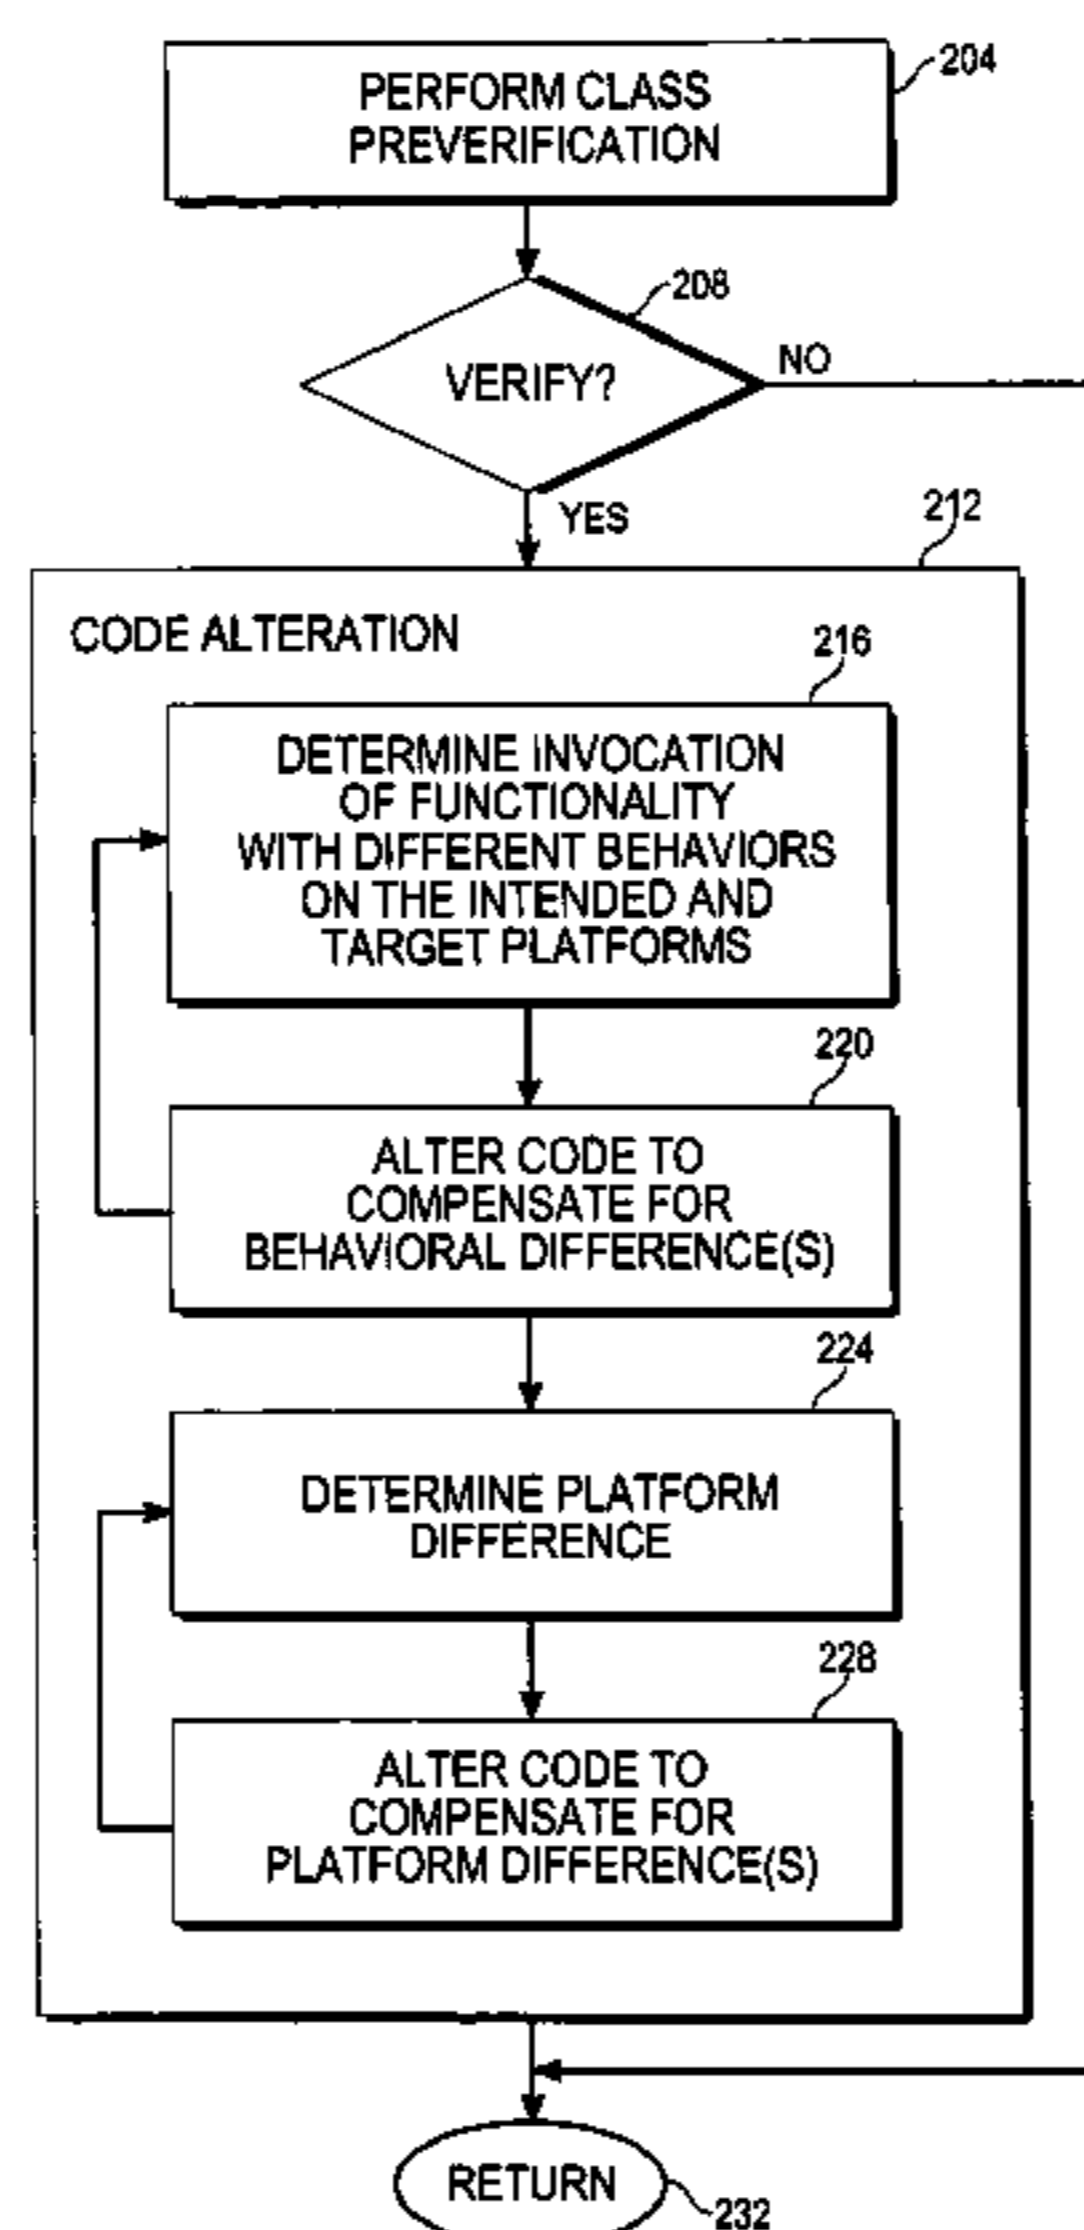 204
PERFORM CLASS
PREVERIFICATION
208
VERIFY?
NO
YES
212
CODE ALTERATION
216
DETERMINE INVOCATION
OF FUNCTIONALITY
WITH DIFFERENT BEHAVIORS
ON THE INTENDED AND
TARGET PLATFORMS
220
ALTER CODE TO
COMPENSATE FOR
BEHAVIORAL DIFFERENCE(S)
224
DETERMINE PLATFORM
DIFFERENCE
228
ALTER CODE TO
COMPENSATE FOR
PLATFORM DIFFERENCE(S)
RETURN
232